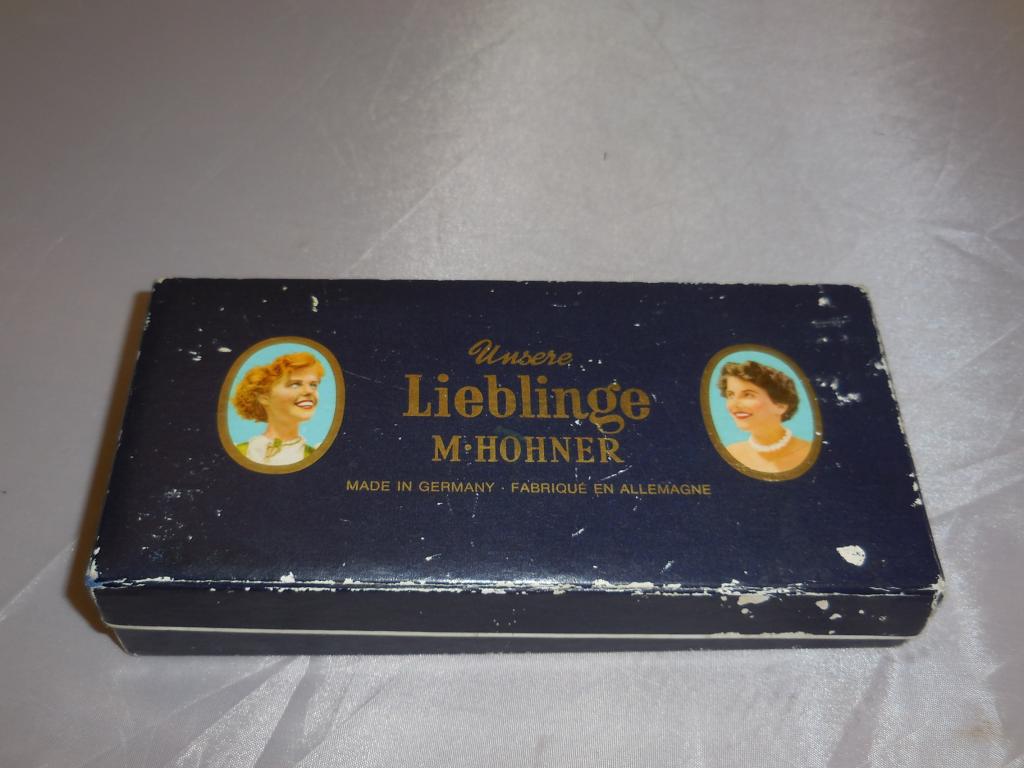 Unsere
Lieblinge
M·HOHNER
MADE IN GERMANY · FABRIQUE EN ALLEMAGNE